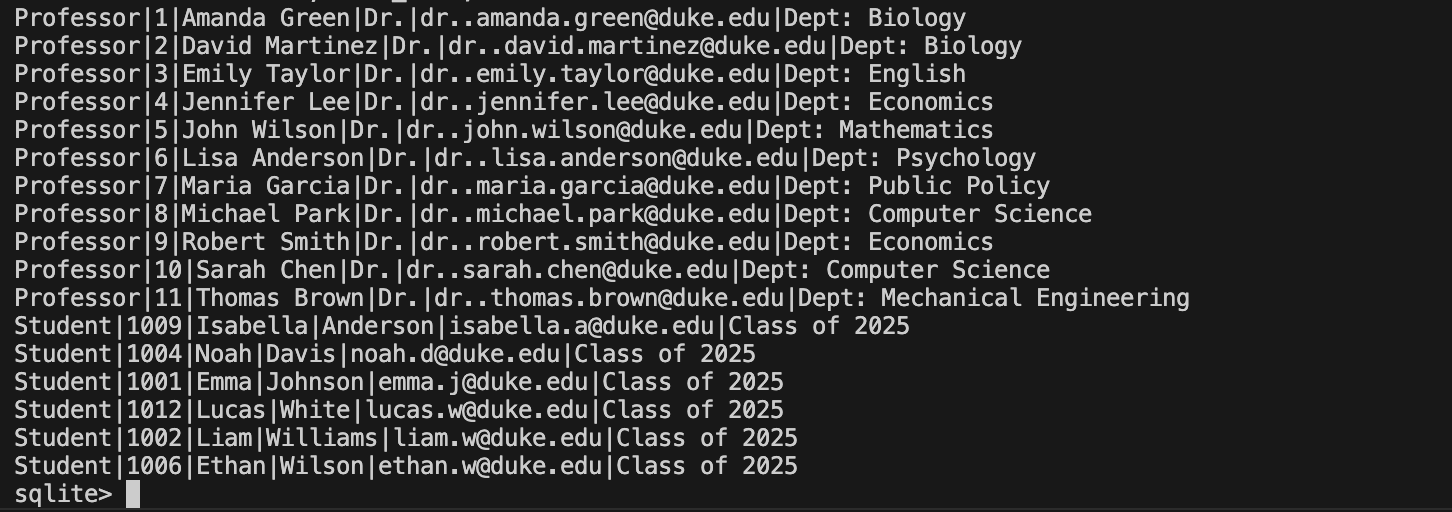 Professor|1|Amanda Green|Dr.|dr..amanda.green@duke.edu|Dept: Biology
Professor|2|David Martinez|Dr.|dr..david.martinez@duke.edu|Dept: Biology
Professor|3|Emily Taylor|Dr.|dr..emily.taylor@duke.edu|Dept: English
Professor|4|Jennifer Lee|Dr.|dr..jennifer.lee@duke.edu|Dept: Economics
Professor|5|John Wilson|Dr.|dr..john.wilson@duke.edu|Dept: Mathematics
Professor|6|Lisa Anderson|Dr.|dr..lisa.anderson@duke.edu|Dept: Psychology
Professor|7|Maria Garcia|Dr.|dr..maria.garcia@duke.edu|Dept: Public Policy
Professor|8|Michael Park|Dr.|dr..michael.park@duke.edu|Dept: Computer Science
Professor|9|Robert Smith|Dr.|dr..robert.smith@duke.edu|Dept: Economics
Professor|10|Sarah Chen|Dr.|dr..sarah.chen@duke.edu|Dept: Computer Science
Professor|11|Thomas Brown|Dr.|dr..thomas.brown@duke.edu|Dept: Mechanical Engineering
Student|1009|Isabella|Anderson|isabella.a@duke.edu|Class of 2025
Student|1004|Noah|Davis|noah.d@duke.edu|Class of 2025
Student|1001|Emma|Johnson|emma.j@duke.edu|Class of 2025
Student|1012|Lucas|White|lucas.w@duke.edu|Class of 2025
Student|1002|Liam|Williams|liam.w@duke.edu|Class of 2025
Student|1006|Ethan|Wilson|ethan.w@duke.edu|Class of 2025
sqlite>